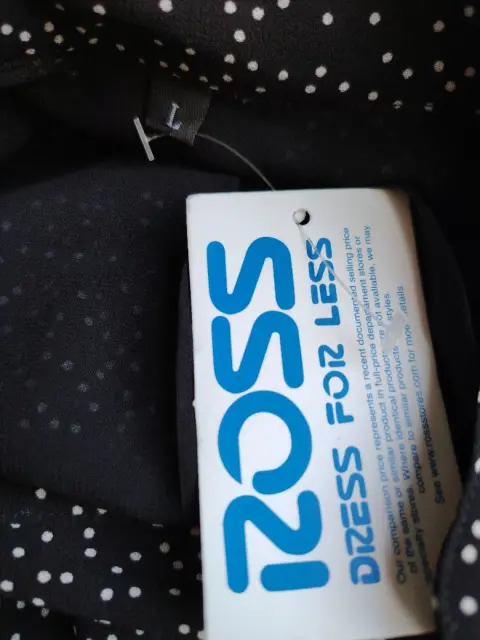 L
ROSS
DRESS FOR LESS
Our comparison price represents a recent documented selling price
of the same or similar product in full-price department stores or
specialty stores. Where identical products are not available, we may
compare to similar products styles.
See www.rossstores.com for more details.